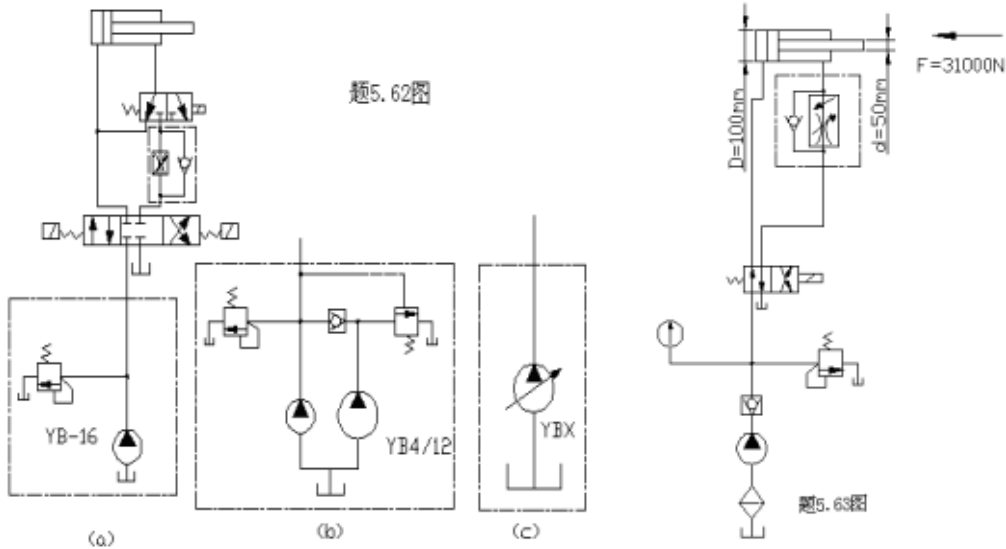 题5.62图
YB-16
(a)
YB4/12
(b)
YBX
(c)
D=100mm
d=50mm
F=31000N
题5.63图